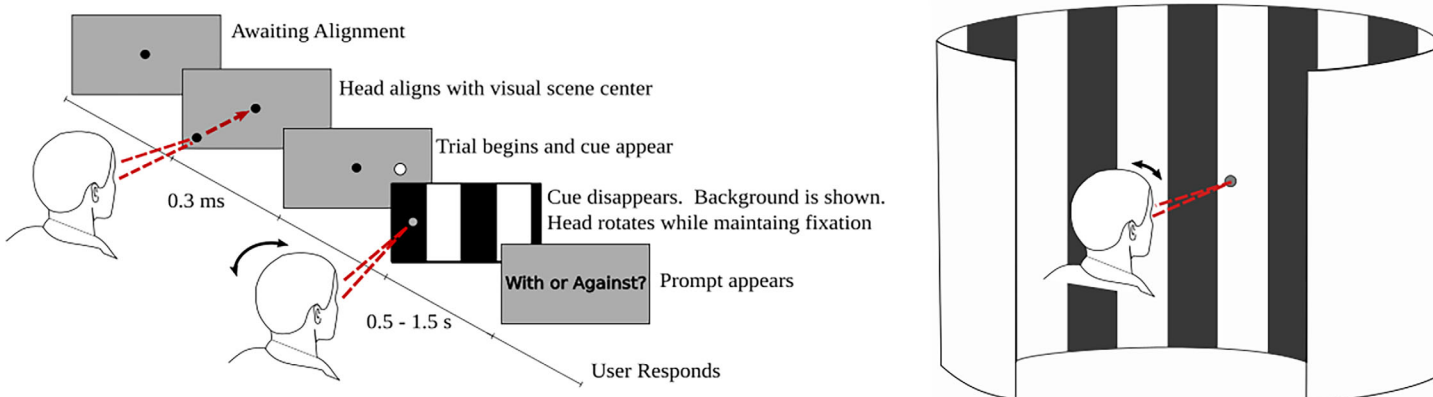 Awaiting Alignment
Head aligns with visual scene center
Trial begins and cue appear
0.3 ms
Cue disappears.  Background is shown.
Head rotates while maintaing fixation
With or Against?
Prompt appears
0.5 - 1.5 s
User Responds